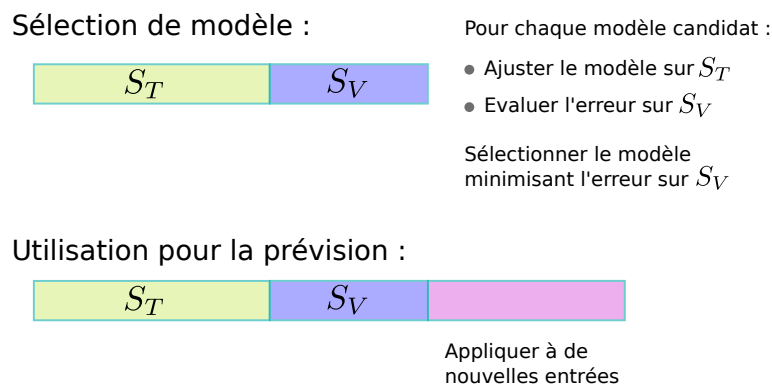 Sélection de modèle :
S_T S_V
Pour chaque modèle candidat :
• Ajuster le modèle sur S_T
• Evaluer l'erreur sur S_V
Sélectionner le modèle
minimisant l'erreur sur S_V
Utilisation pour la prévision :
S_T S_V
Appliquer à de
nouvelles entrées